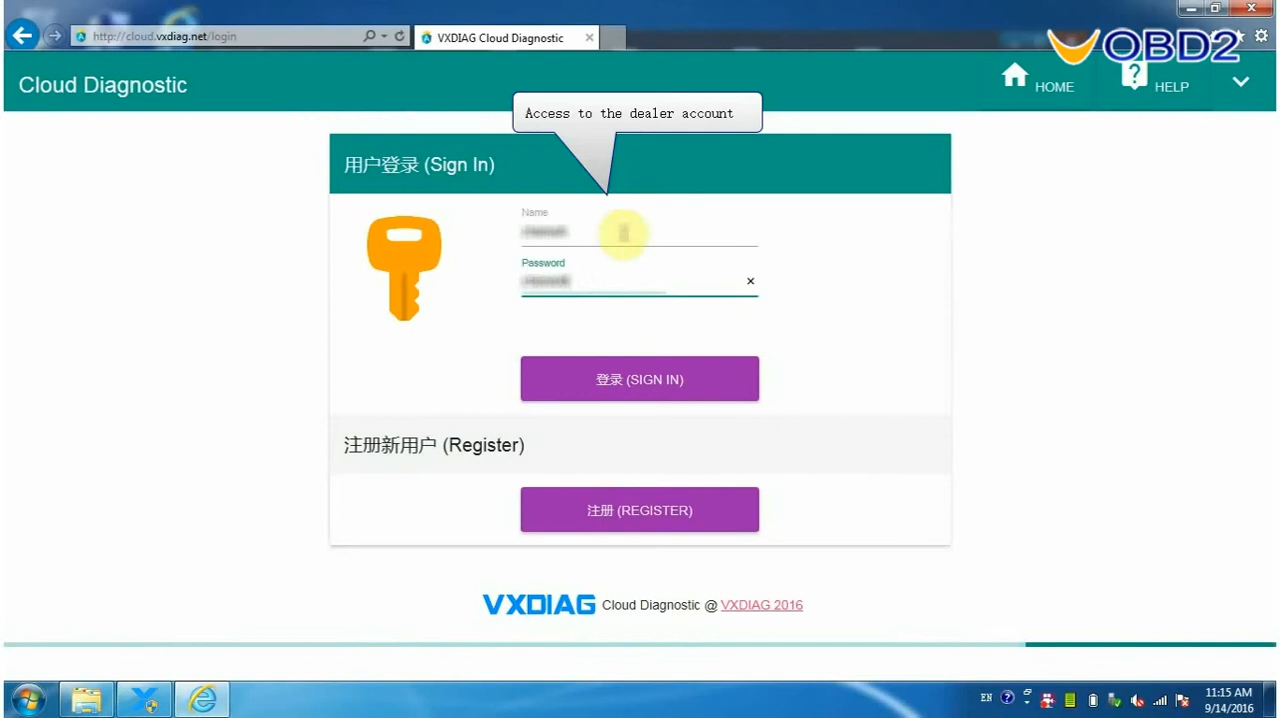 http://cloud.vxdiag.net/login
VXDIAG Cloud Diagnostic
OBD2
Cloud Diagnostic
HOME
HELP
Access to the dealer account
用户登录 (Sign In)
Name
Password
登录 (SIGN IN)
注册新用户 (Register)
注册 (REGISTER)
VXDIAG Cloud Diagnostic @ VXDIAG 2016
EN
11:15 AM
9/14/2016